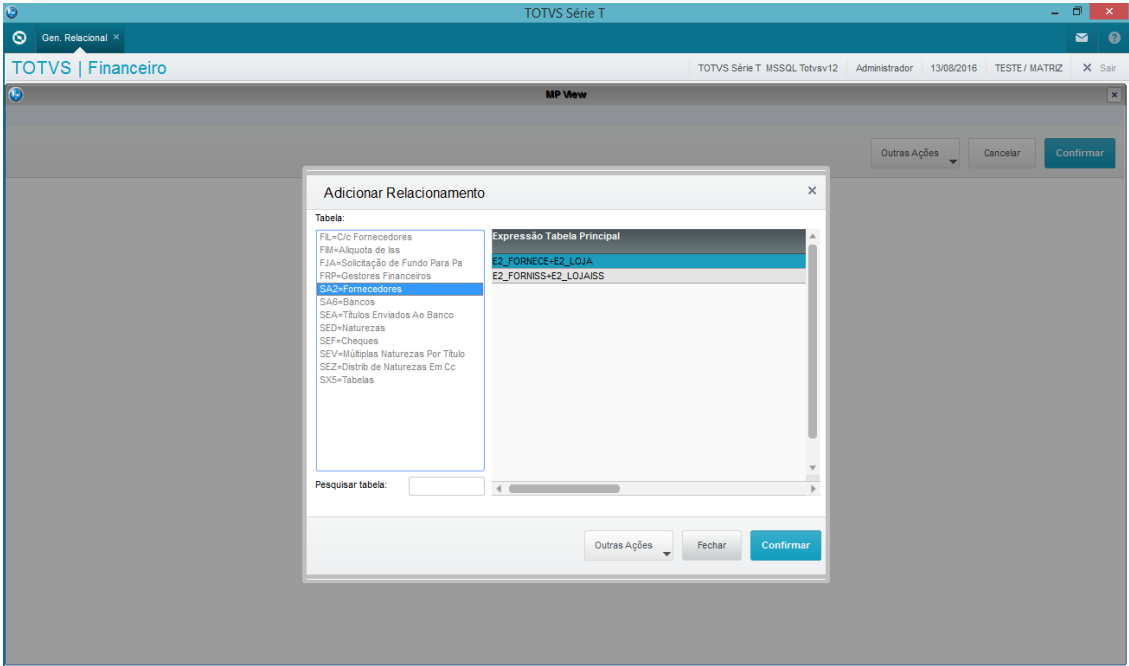 TOTVS Série T
Gen. Relacional ×
TOTVS | Financeiro
TOTVS Série T MSSQL Totvsv12 Administrador 13/08/2016 TESTE / MATRIZ Sair
MP View
Outras Ações Cancelar Confirmar
Adicionar Relacionamento
Tabela:
FIL=C/c Fornecedores
FIM=Aliquota de Iss
FJA=Solicitação de Fundo Para Pa
FRP=Gestores Financeiros
SA2=Fornecedores
SA6=Bancos
SEA=Títulos Enviados Ao Banco
SED=Naturezas
SEF=Cheques
SEV=Múltiplas Naturezas Por Título
SEZ=Distrib de Naturezas Em Cc
SX5=Tabelas
Expressão Tabela Principal
E2_FORNECE+E2_LOJA
E2_FORNISS+E2_LOJAISS
Pesquisar tabela:
Outras Ações Fechar Confirmar